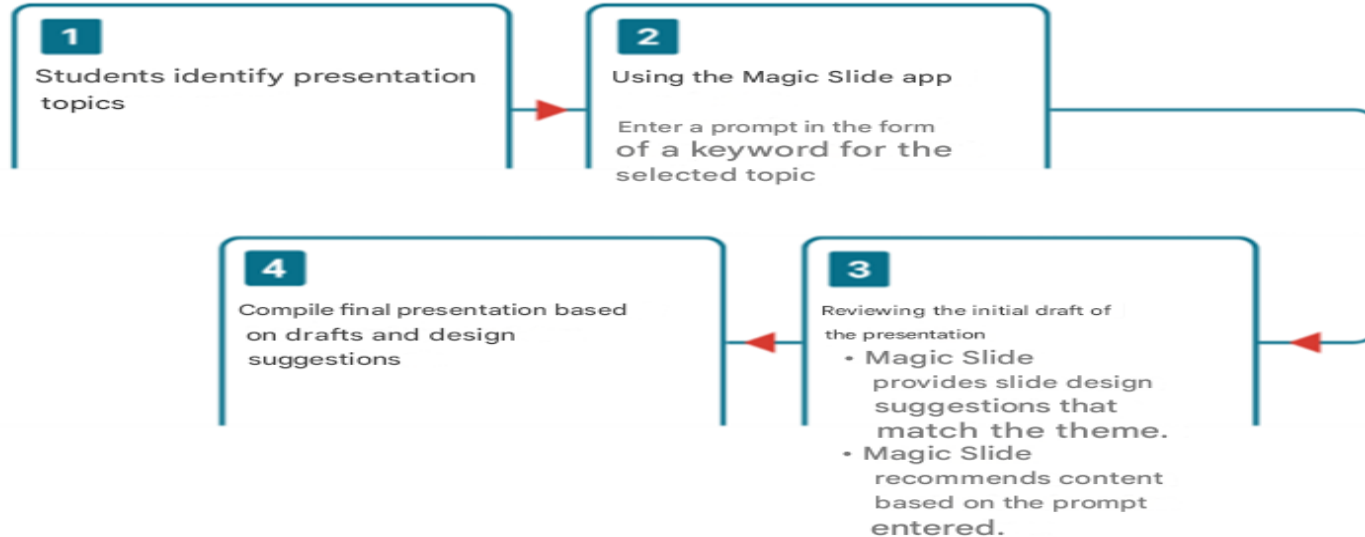 1
Students identify presentation
topics
2
Using the Magic Slide app
Enter a prompt in the form
of a keyword for the
selected topic
3
Reviewing the initial draft of
the presentation
• Magic Slide
provides slide design
suggestions that
match the theme.
• Magic Slide
recommends content
based on the prompt
entered.
4
Compile final presentation based
on drafts and design
suggestions